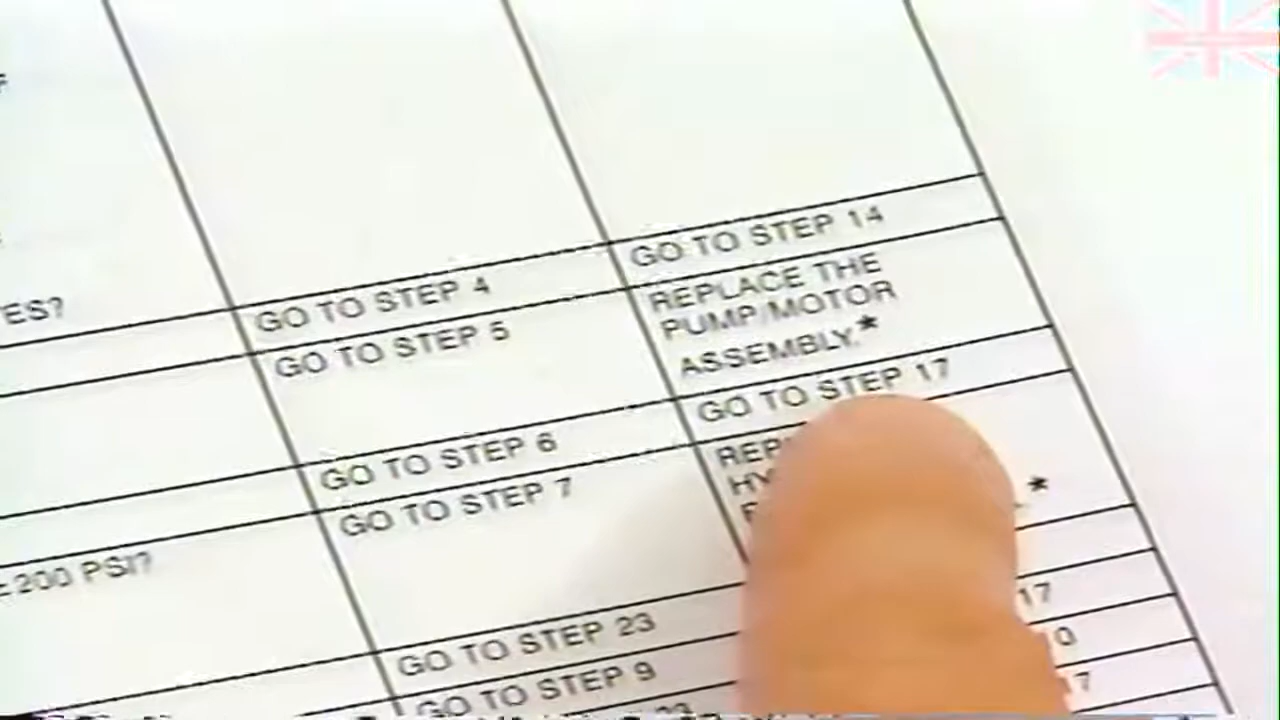 YES?
GO TO STEP 4
GO TO STEP 14
GO TO STEP 5
REPLACE THE
PUMP/MOTOR
ASSEMBLY.*
GO TO STEP 6
GO TO STEP 17
200 PSI?
GO TO STEP 7
*
GO TO STEP 23
17
GO TO STEP 9